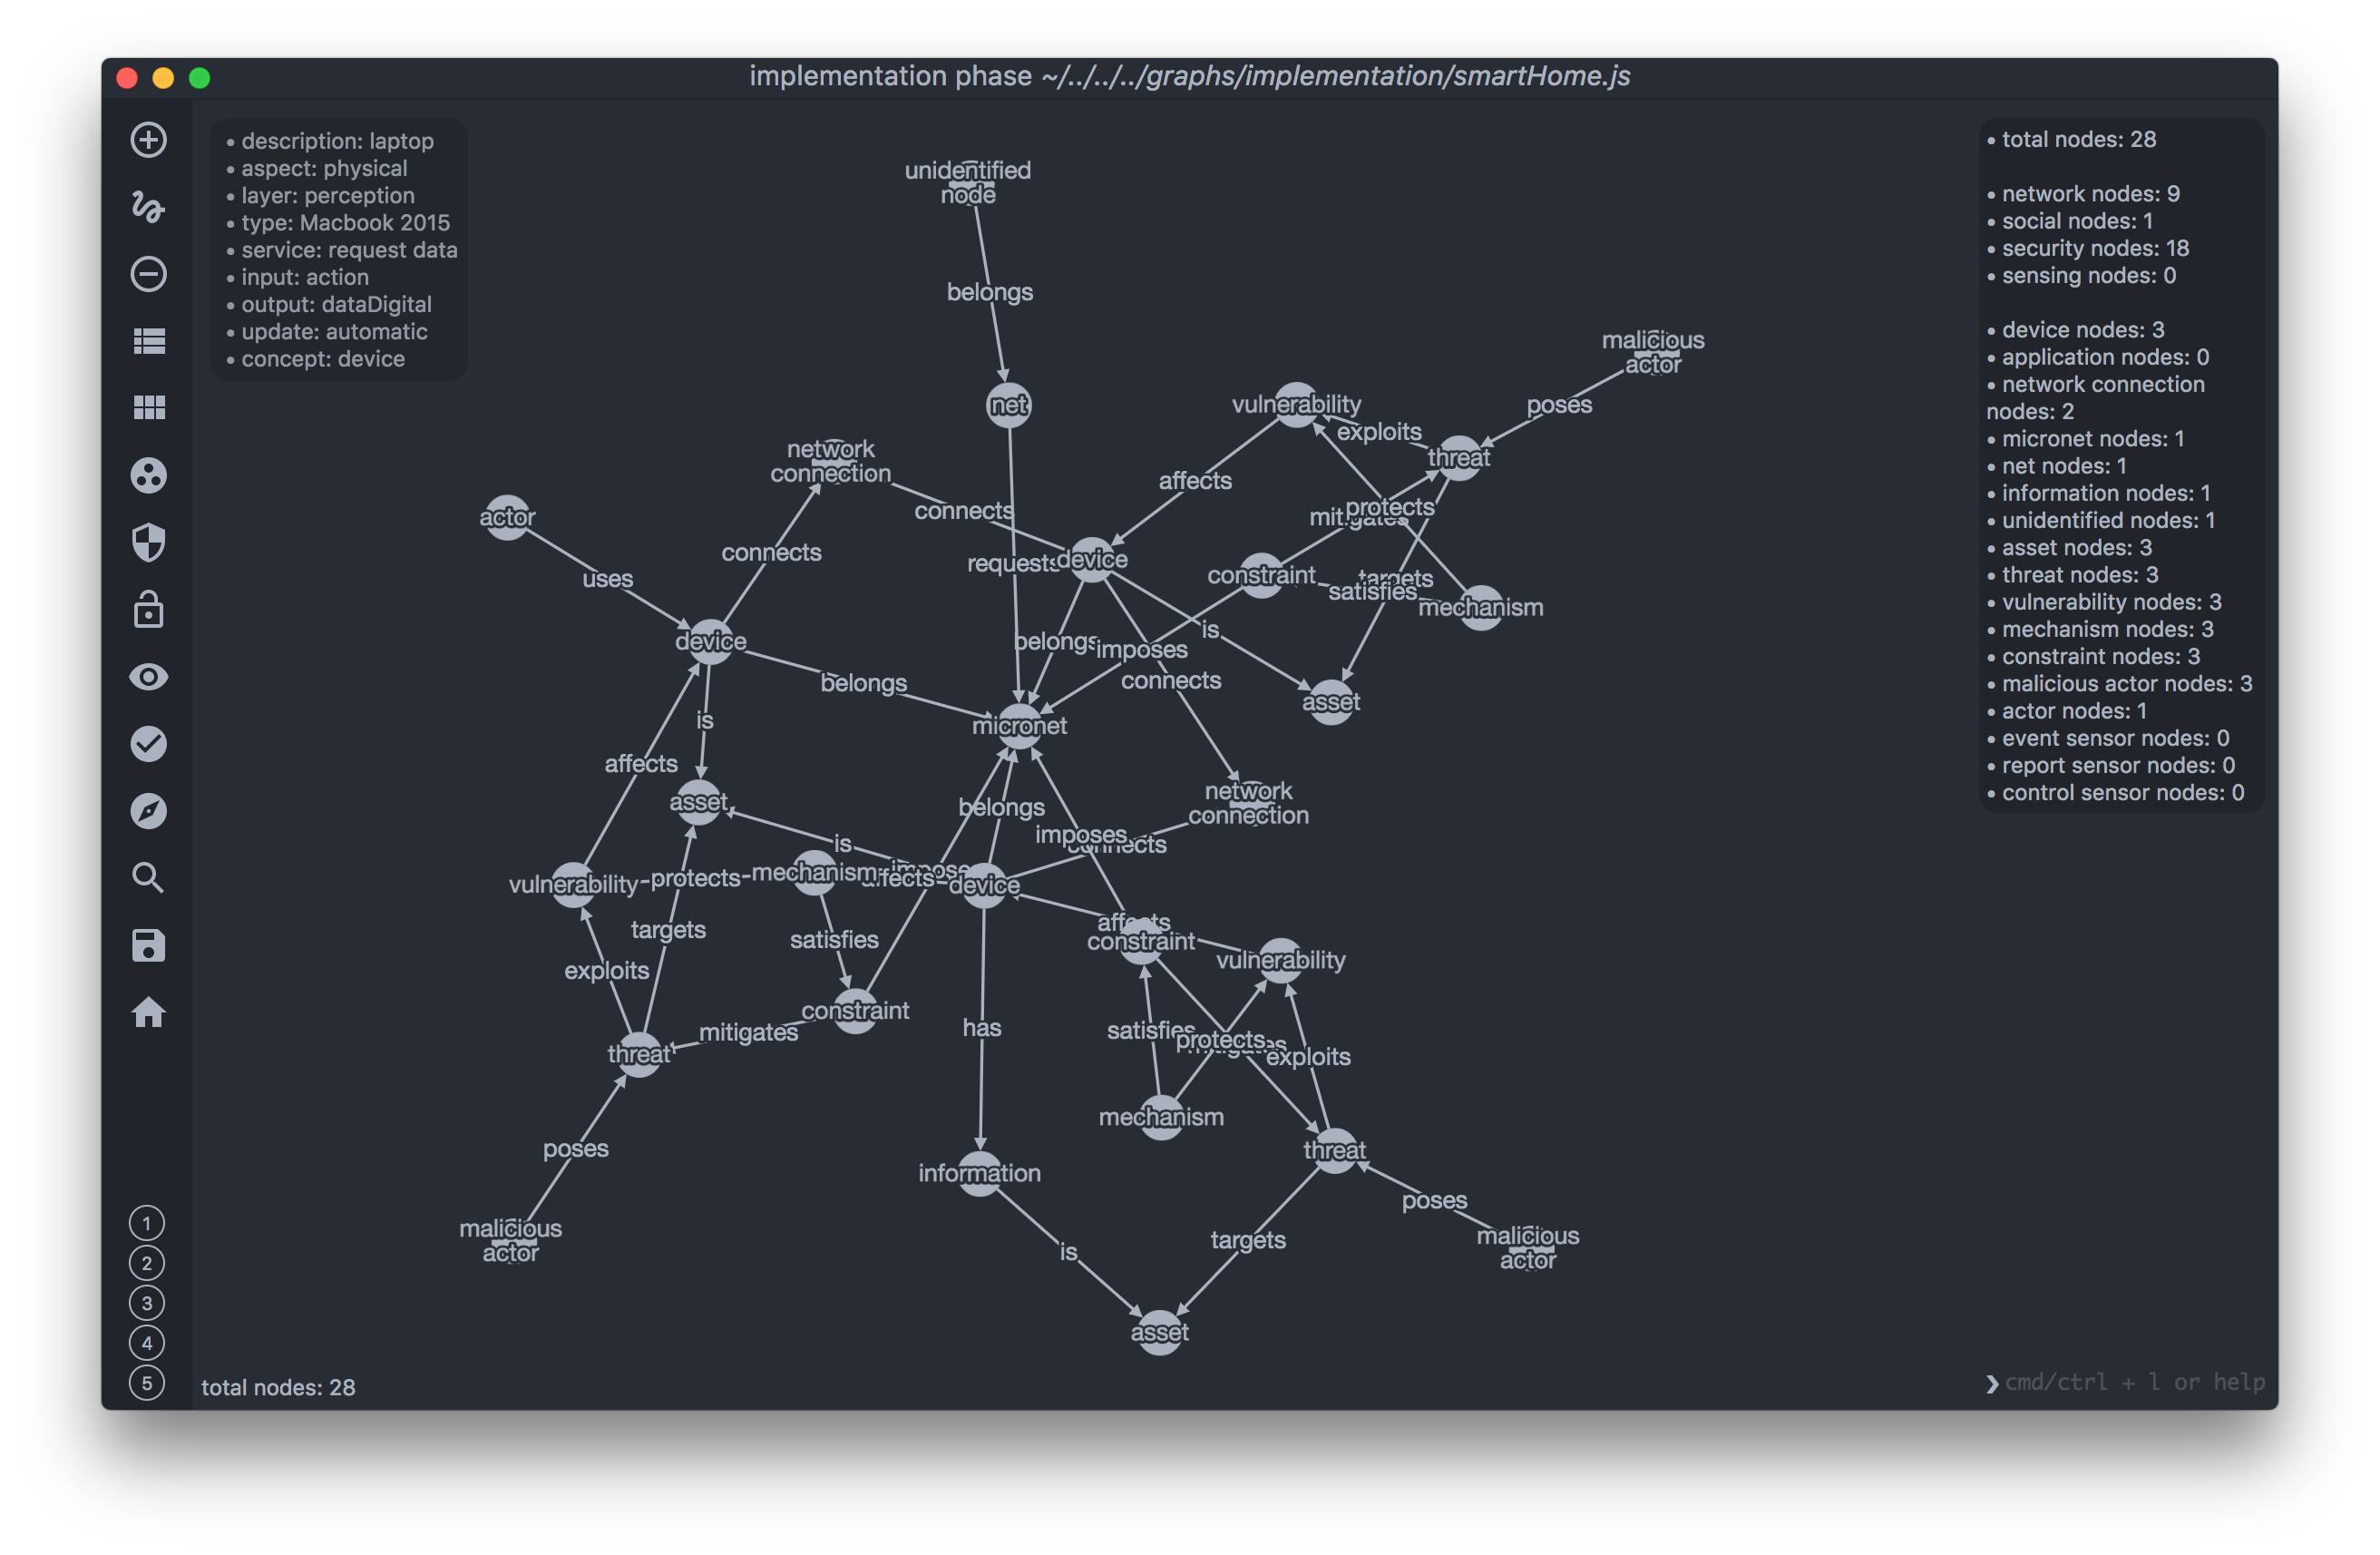 implementation phase ~/../../../graphs/implementation/smartHome.js
• description: laptop
• aspect: physical
• layer: perception
• type: Macbook 2015
• service: request data
• input: action
• output: dataDigital
• update: automatic
• concept: device
• total nodes: 28
• network nodes: 9
• social nodes: 1
• security nodes: 18
• sensing nodes: 0
• device nodes: 3
• application nodes: 0
• network connection
nodes: 2
• micronet nodes: 1
• net nodes: 1
• information nodes: 1
• unidentified nodes: 1
• asset nodes: 3
• threat nodes: 3
• vulnerability nodes: 3
• mechanism nodes: 3
• constraint nodes: 3
• malicious actor nodes: 3
• actor nodes: 1
• event sensor nodes: 0
• report sensor nodes: 0
• control sensor nodes: 0
unidentified
node
belongs
malicious
actor
net
vulnerability
poses
exploits
network
connection
threat
affects
connects
protects
mitigates
actor
connects
requests
device
constraint
targets
satisfies
uses
mechanism
device
belongs
is
imposes
belongs
connects
asset
is
micronet
affects
network
connection
asset
belongs
imposes
connects
is
vulnerability
protects
mechanism
imposes
affects
device
affects
constraint
targets
satisfies
vulnerability
exploits
constraint
has
mitigates
satisfies
protects
mitigates
exploits
threat
mechanism
poses
threat
information
poses
malicious
actor
targets
malicious
actor
is
asset
1
2
3
4
5
total nodes: 28
❯ cmd/ctrl + l or help